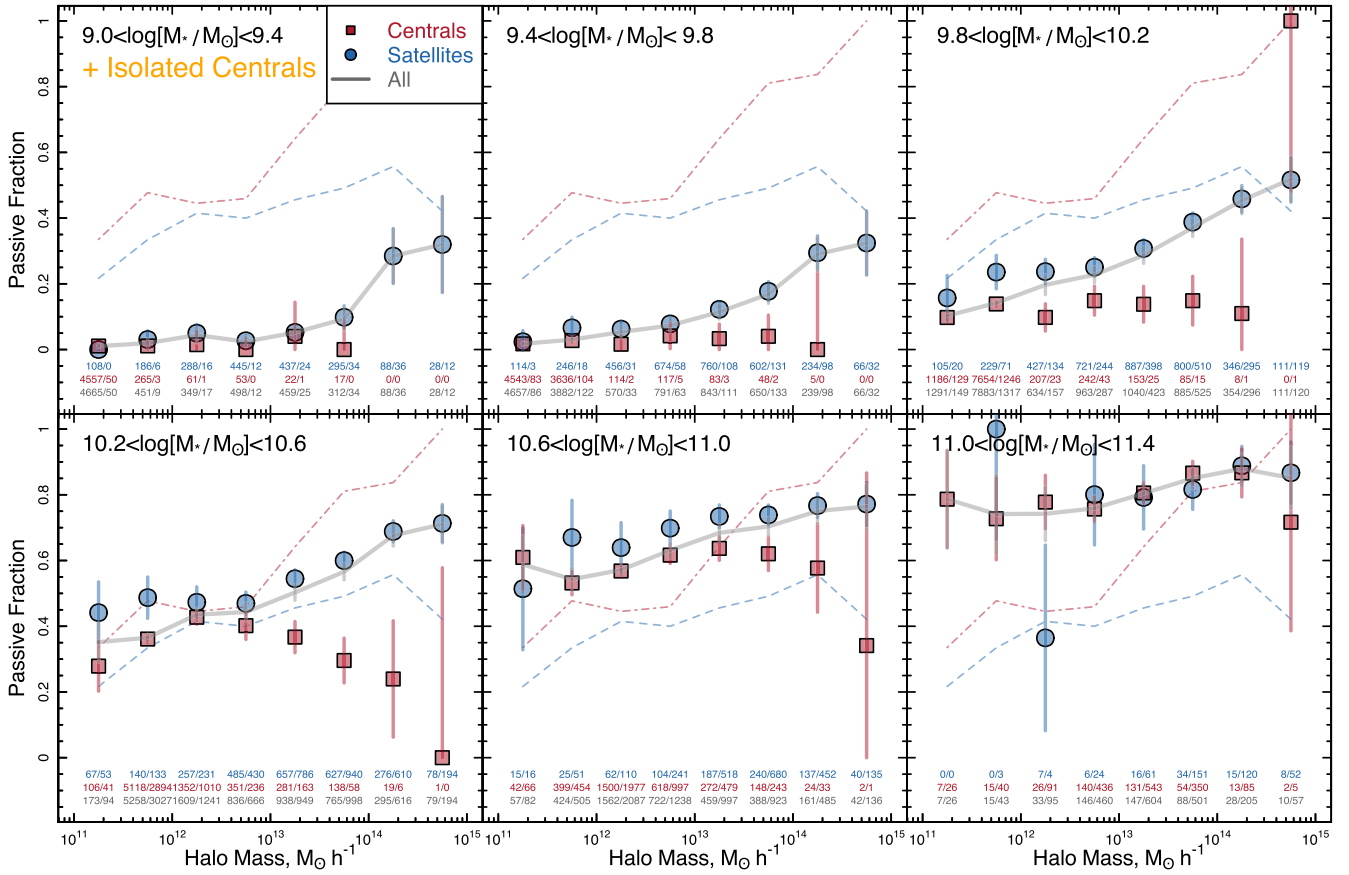 9.0<log[M*/M⊙]<9.4
+ Isolated Centrals
Centrals
Satellites
All
9.4<log[M*/M⊙]< 9.8
9.8<log[M*/M⊙]<10.2
Passive Fraction
1
0.8
0.6
0.4
0.2
0
108/0 186/6 288/16 445/12 437/24 295/34 88/36 28/12
4557/50 265/3 61/1 53/0 22/1 17/0 0/0 0/0
4665/50 451/9 349/17 498/12 459/25 312/34 88/36 28/12
114/3 246/18 456/31 674/58 760/108 602/131 234/98 66/32
4543/83 3636/104 114/2 117/5 83/3 48/2 5/0 0/0
4657/86 3882/122 570/33 791/63 843/111 650/133 239/98 66/32
105/20 229/71 427/134 721/244 887/398 800/510 346/295 111/119
1186/129 7654/1246 207/23 242/43 153/25 85/15 8/1 0/1
1291/149 7883/1317 634/157 963/287 1040/423 885/525 354/296 111/120
10.2<log[M*/M⊙]<10.6
10.6<log[M*/M⊙]<11.0
11.0<log[M*/M⊙]<11.4
Passive Fraction
1
0.8
0.6
0.4
0.2
0
67/53 140/133 257/231 485/430 657/786 627/940 276/610 78/194
106/41 5118/2894 1352/1010 351/236 281/163 138/58 19/6 1/0
173/94 5258/3027 1609/1241 836/666 938/949 765/998 295/616 79/194
15/16 25/51 62/110 104/241 187/518 240/680 137/452 40/135
42/66 399/454 1500/1977 618/997 272/479 148/243 24/33 2/1
57/82 424/505 1562/2087 722/1238 459/997 388/923 161/485 42/136
0/0 0/3 7/4 6/24 16/61 34/151 15/120 8/52
7/26 15/40 26/91 140/436 131/543 54/350 13/85 2/5
7/26 15/43 33/95 146/460 147/604 88/501 28/205 10/57
10¹¹ 10¹² 10¹³ 10¹⁴ 10¹⁵
10¹¹ 10¹² 10¹³ 10¹⁴ 10¹⁵
10¹¹ 10¹² 10¹³ 10¹⁴ 10¹⁵
Halo Mass, M⊙ h⁻¹
Halo Mass, M⊙ h⁻¹
Halo Mass, M⊙ h⁻¹